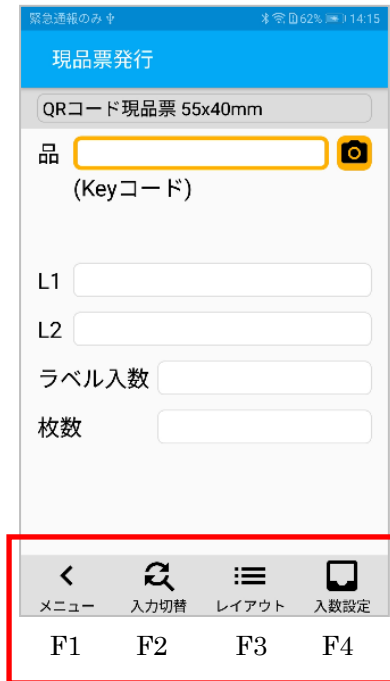 緊急通報のみ 62% 14:15
現品票発行
QRコード現品票 55x40mm
品
(Keyコード)
L1
L2
ラベル入数
枚数
メニュー 入力切替 レイアウト 入数設定
F1 F2 F3 F4